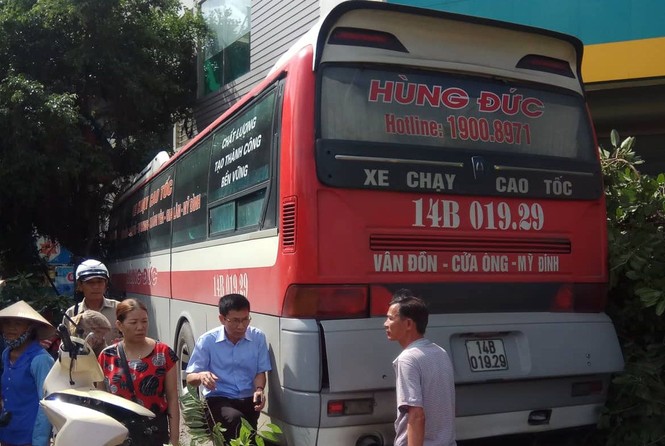 HÙNG ĐỨC
Hotline: 1900.8971
XE CHẠY CAO TỐC
14B 019.29
VÂN ĐỒN - CỬA ÔNG - MỸ ĐÌNH
14B
019.29
CHẤT LƯỢNG
TẠO THÀNH CÔNG
BỀN VỮNG
14B 019.29